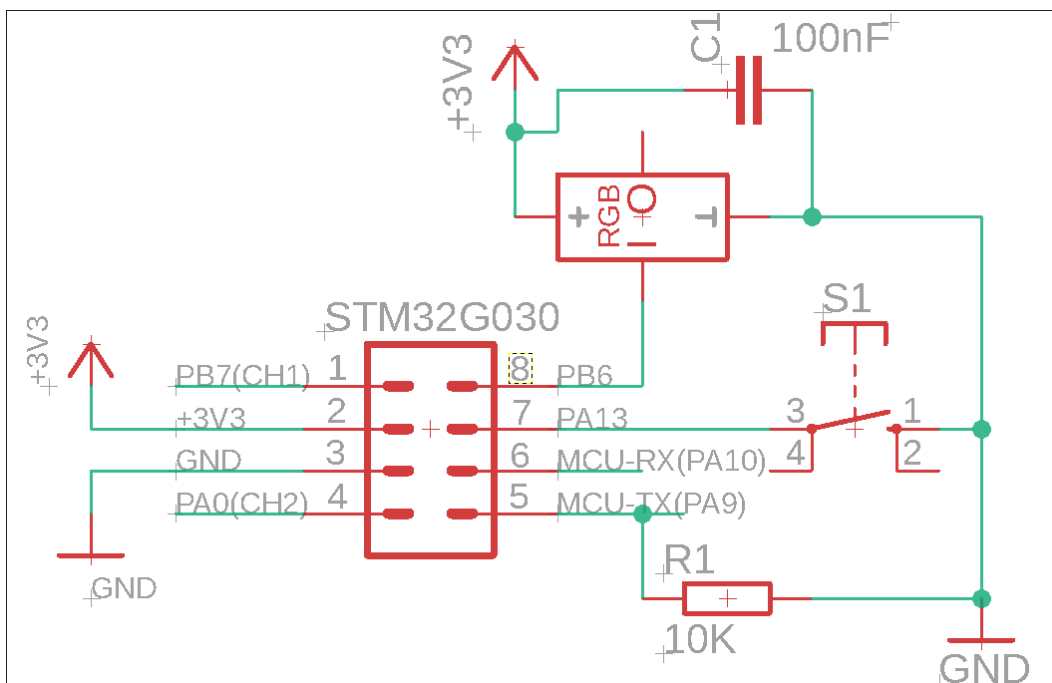 +3V3
C1
100nF
+
RGB
I
O
⊥
STM32G030
S1
+3V3
PB7(CH1)
1
8
PB6
+3V3
2
7
PA13
3
1
GND
3
6
MCU-RX(PA10)
4
2
PA0(CH2)
4
5
MCU-TX(PA9)
R1
10K
GND
GND